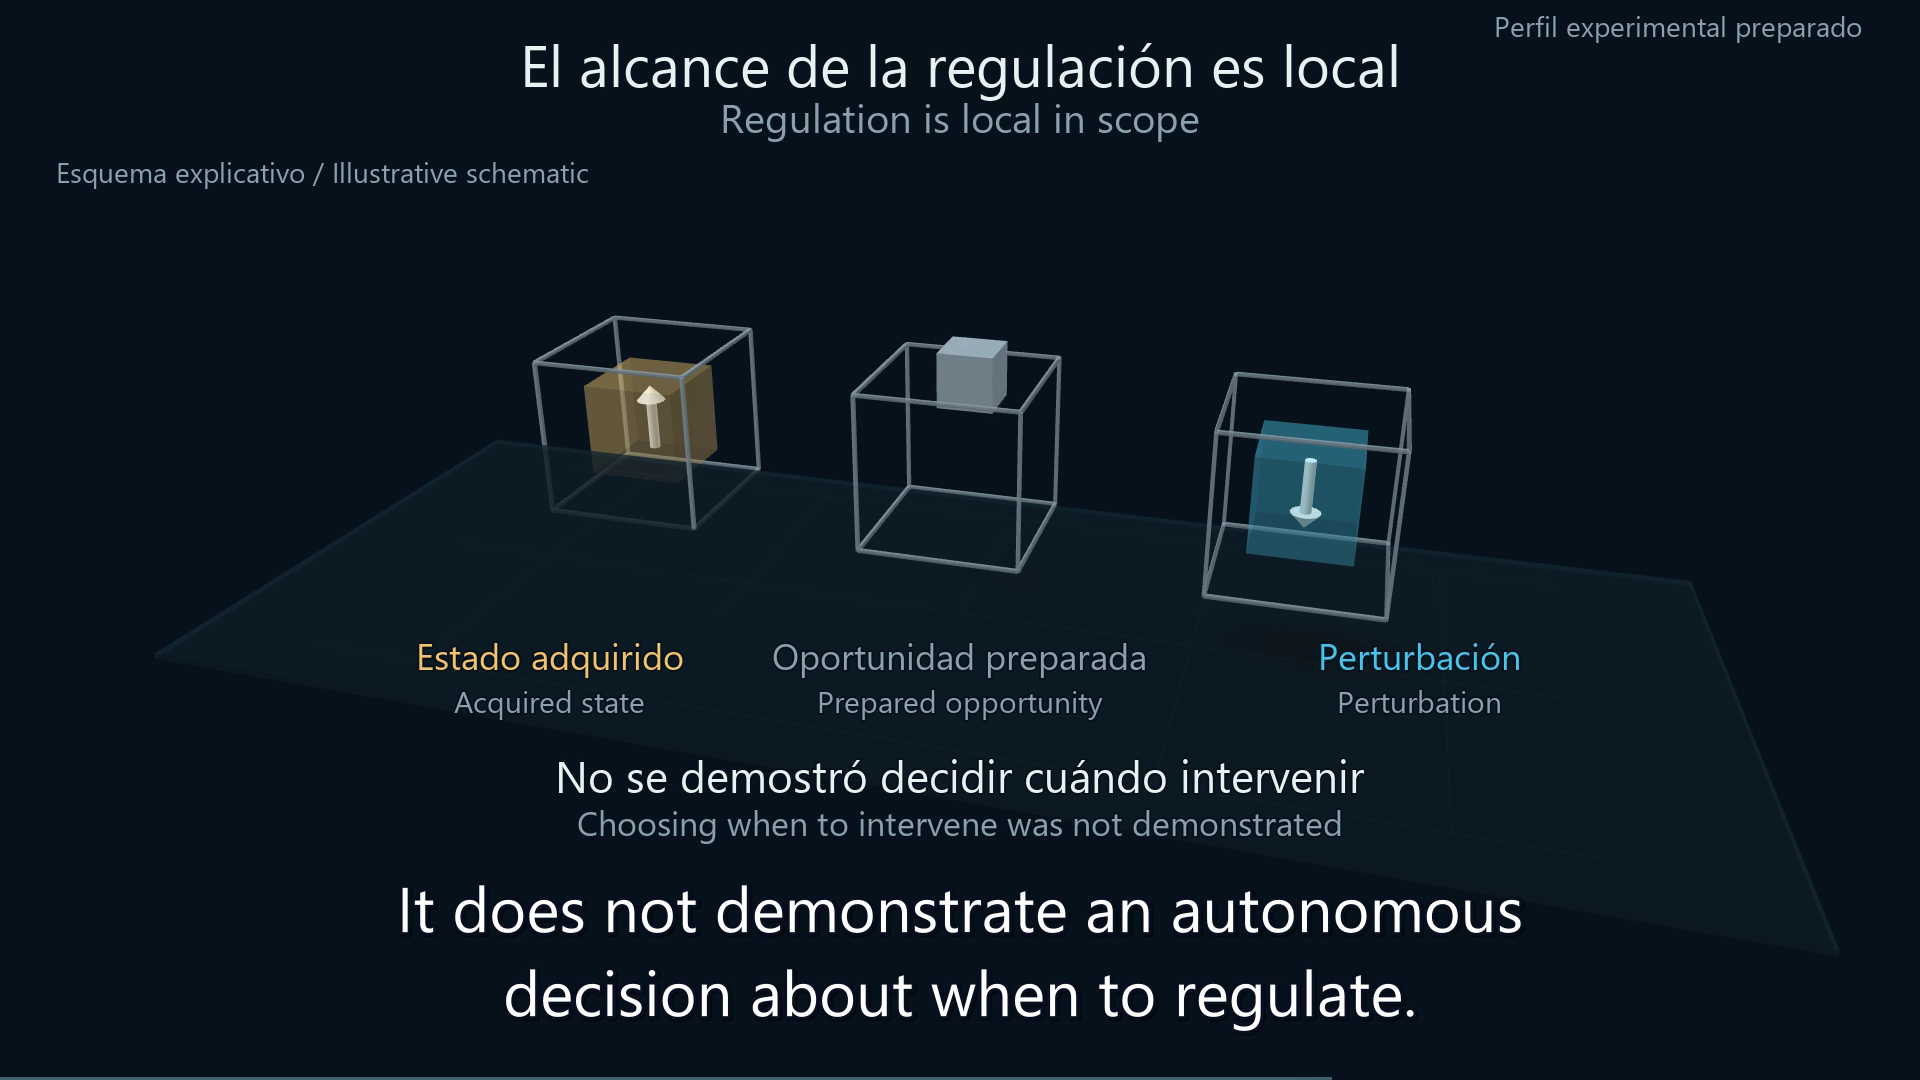 Perfil experimental preparado
El alcance de la regulación es local
Regulation is local in scope
Esquema explicativo / Illustrative schematic
Estado adquirido
Acquired state
Oportunidad preparada
Prepared opportunity
Perturbación
Perturbation
No se demostró decidir cuándo intervenir
Choosing when to intervene was not demonstrated
It does not demonstrate an autonomous
decision about when to regulate.